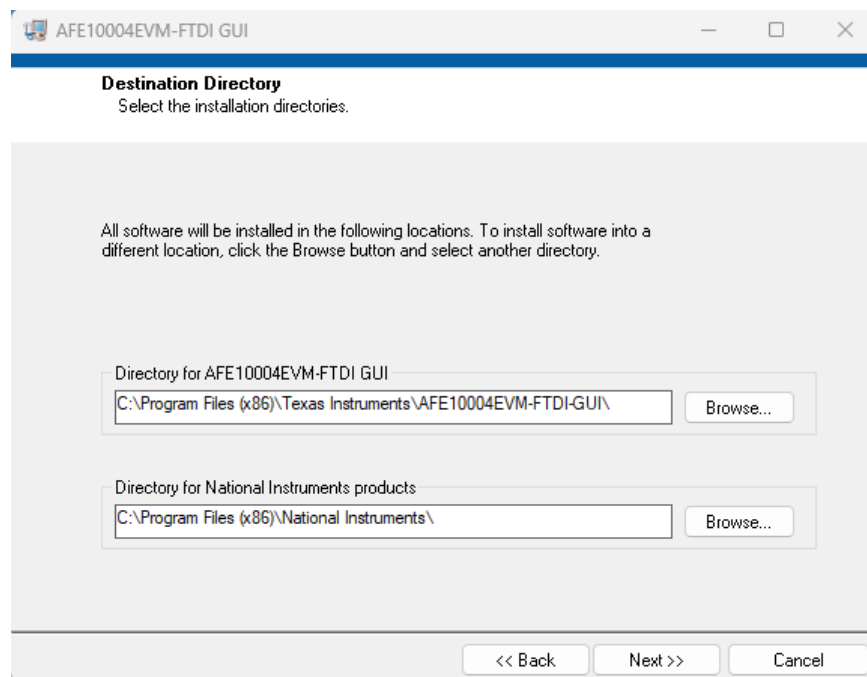 AFE10004EVM-FTDI GUI
Destination Directory
Select the installation directories.
All software will be installed in the following locations. To install software into a
different location, click the Browse button and select another directory.
Directory for AFE10004EVM-FTDI GUI
C:\Program Files (x86)\Texas Instruments\AFE10004EVM-FTDI-GUI\
Browse...
Directory for National Instruments products
C:\Program Files (x86)\National Instruments\
Browse...
<< Back
Next >>
Cancel